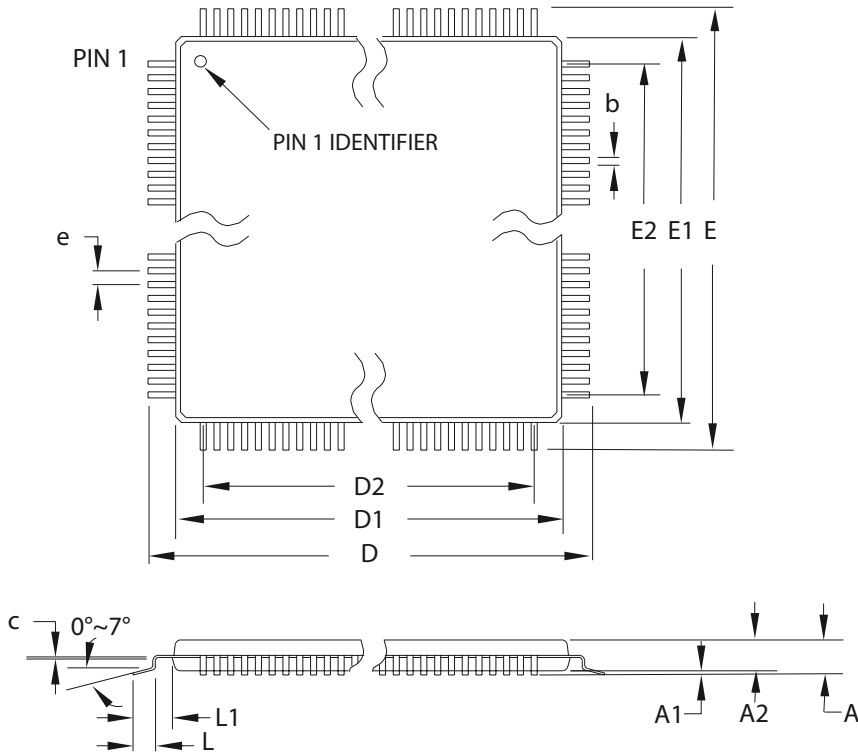 PIN 1
b
PIN 1 IDENTIFIER
e
E2 E1 E
D2
D1
D
c
0°~7°
L1
L
A1 A2 A